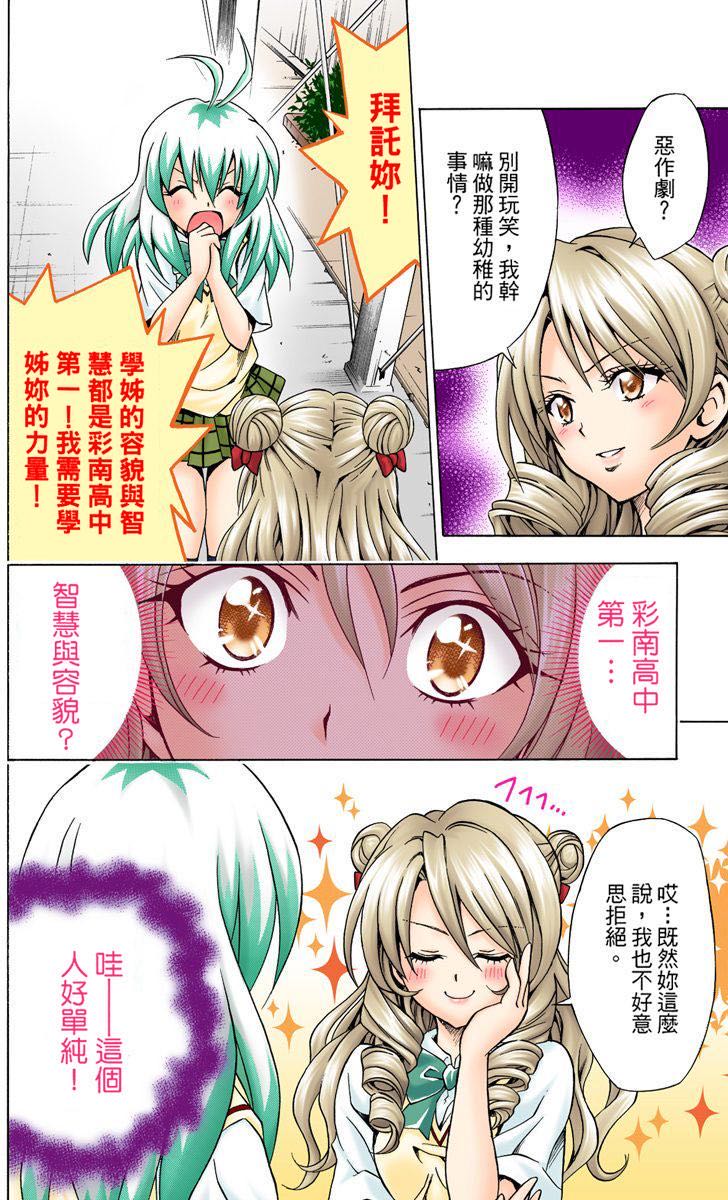 惡作劇？
別開玩笑，我幹
嘛做那種幼稚的
事情？
拜託妳！
學姊的容貌與智
慧都是彩南高中
第一！我需要學
姊妳的力量！
彩南高中
第一…
智慧與容貌？
フフフ…
哎…既然妳這麼
說，我也不好意
思拒絕。
哇——這個
人好單純！